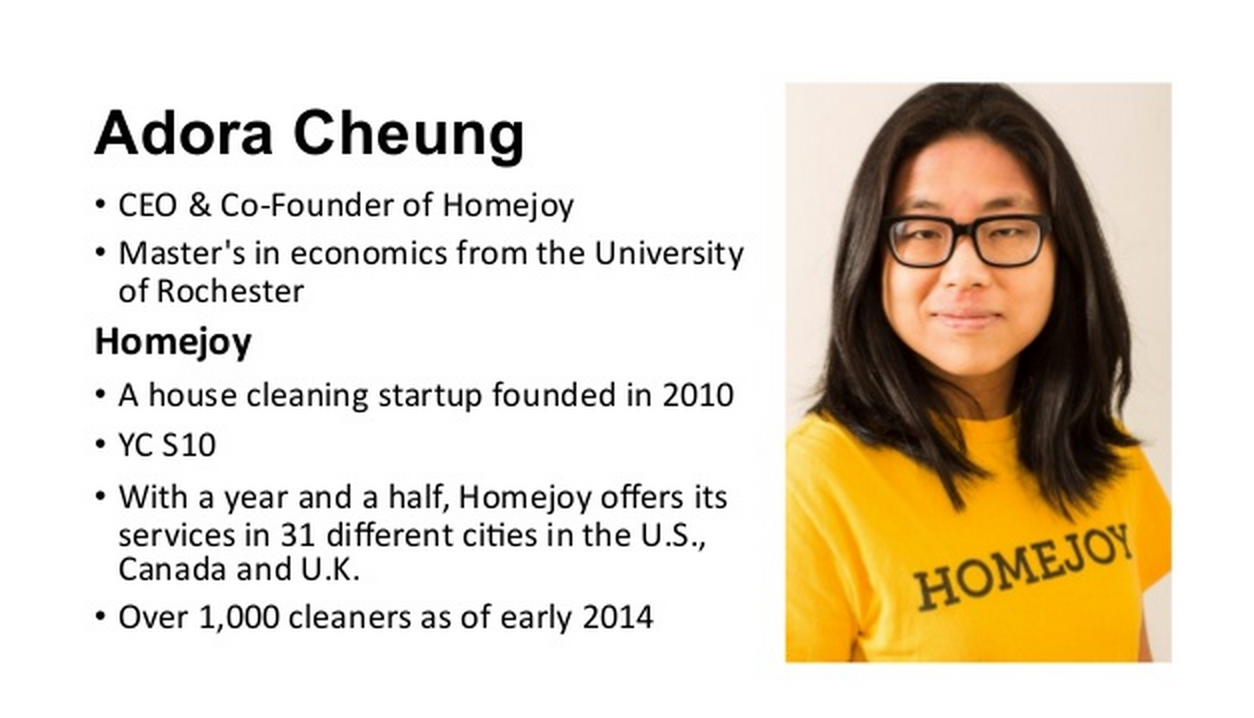 Adora Cheung
• CEO & Co-Founder of Homejoy
• Master's in economics from the University
of Rochester
Homejoy
• A house cleaning startup founded in 2010
• YC S10
• With a year and a half, Homejoy offers its
services in 31 different cities in the U.S.,
Canada and U.K.
• Over 1,000 cleaners as of early 2014
HOMEJOY